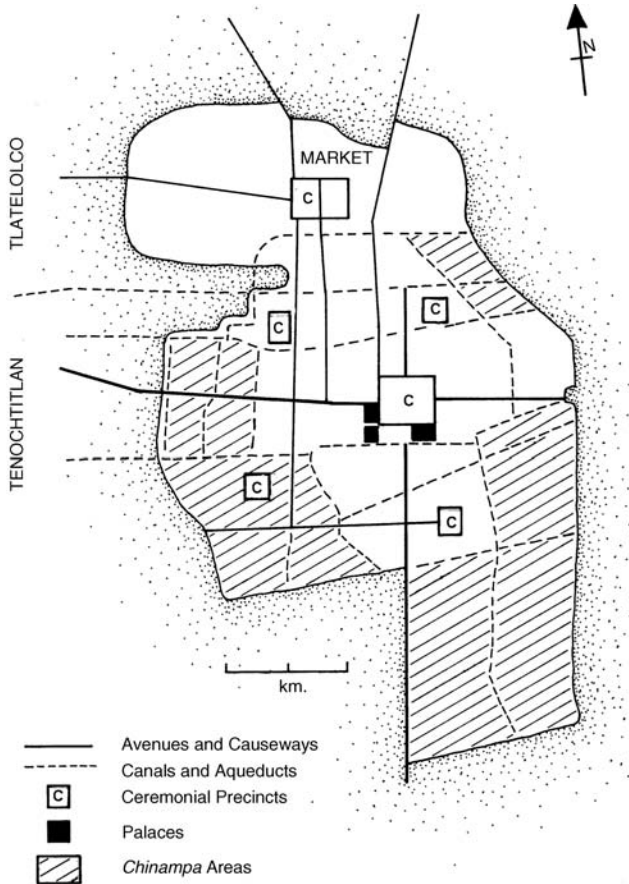 N
MARKET
C
TLATELOLCO
C
C
C
TENOCHTITLAN
C
C
km.
Avenues and Causeways
Canals and Aqueducts
C Ceremonial Precincts
Palaces
Chinampa Areas